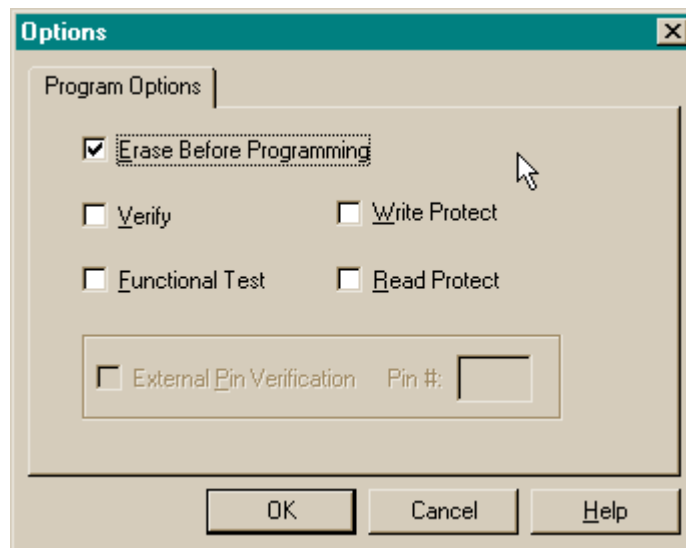 Options
Program Options
Erase Before Programming
Verify
Write Protect
Functional Test
Read Protect
External Pin Verification Pin #:
OK Cancel Help